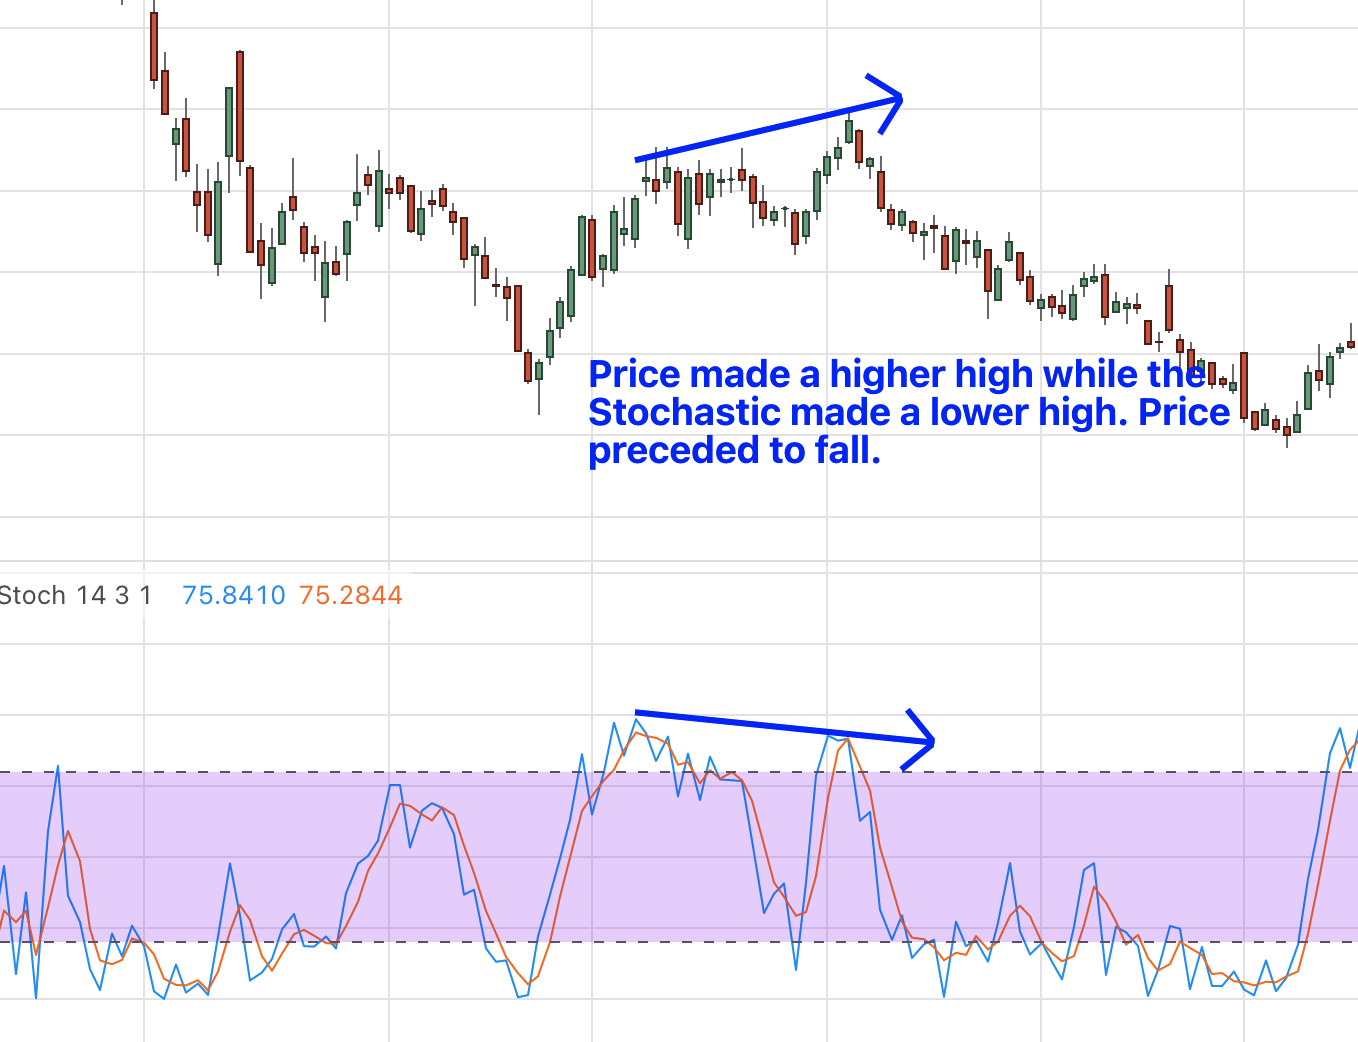 Price made a higher high while the
Stochastic made a lower high. Price
preceded to fall.
Stoch 14 3 1 75.8410 75.2844